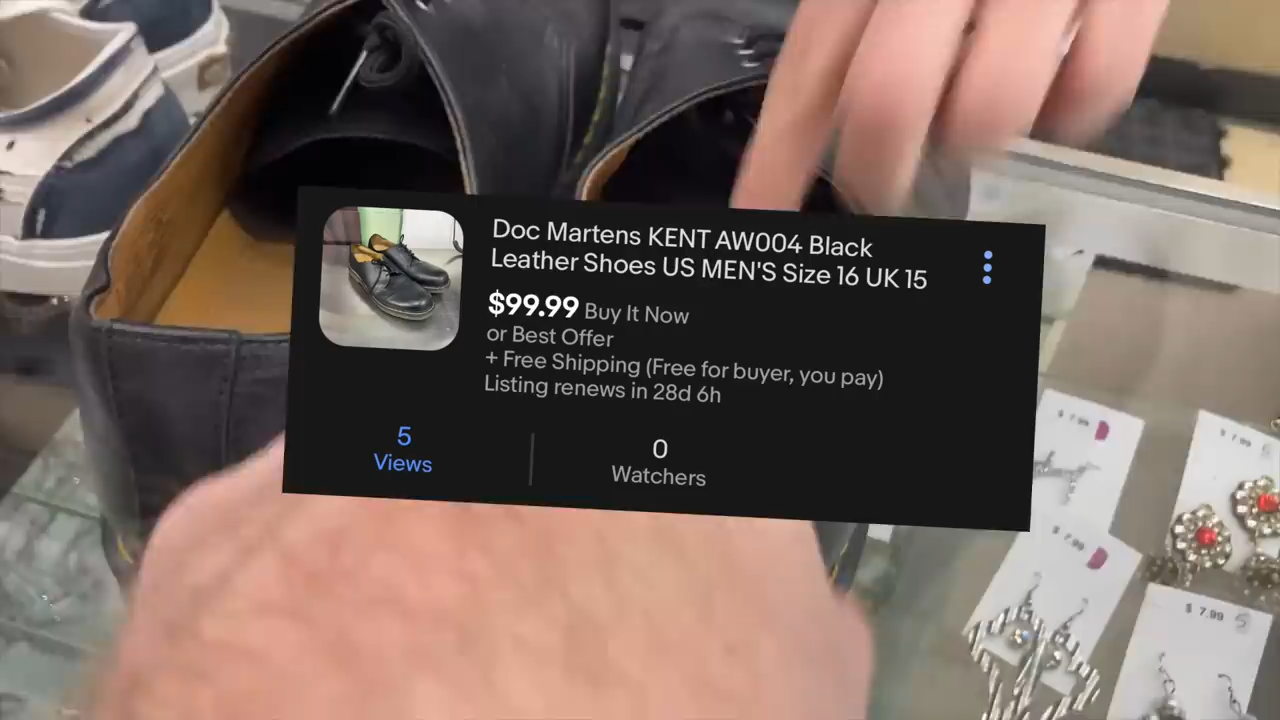 Doc Martens KENT AW004 Black
Leather Shoes US MEN'S Size 16 UK 15
$99.99 Buy It Now
or Best Offer
+ Free Shipping (Free for buyer, you pay)
Listing renews in 28d 6h
5
Views
0
Watchers
$ 7.99
$ 7.99
$ 7.99
$ 7.99